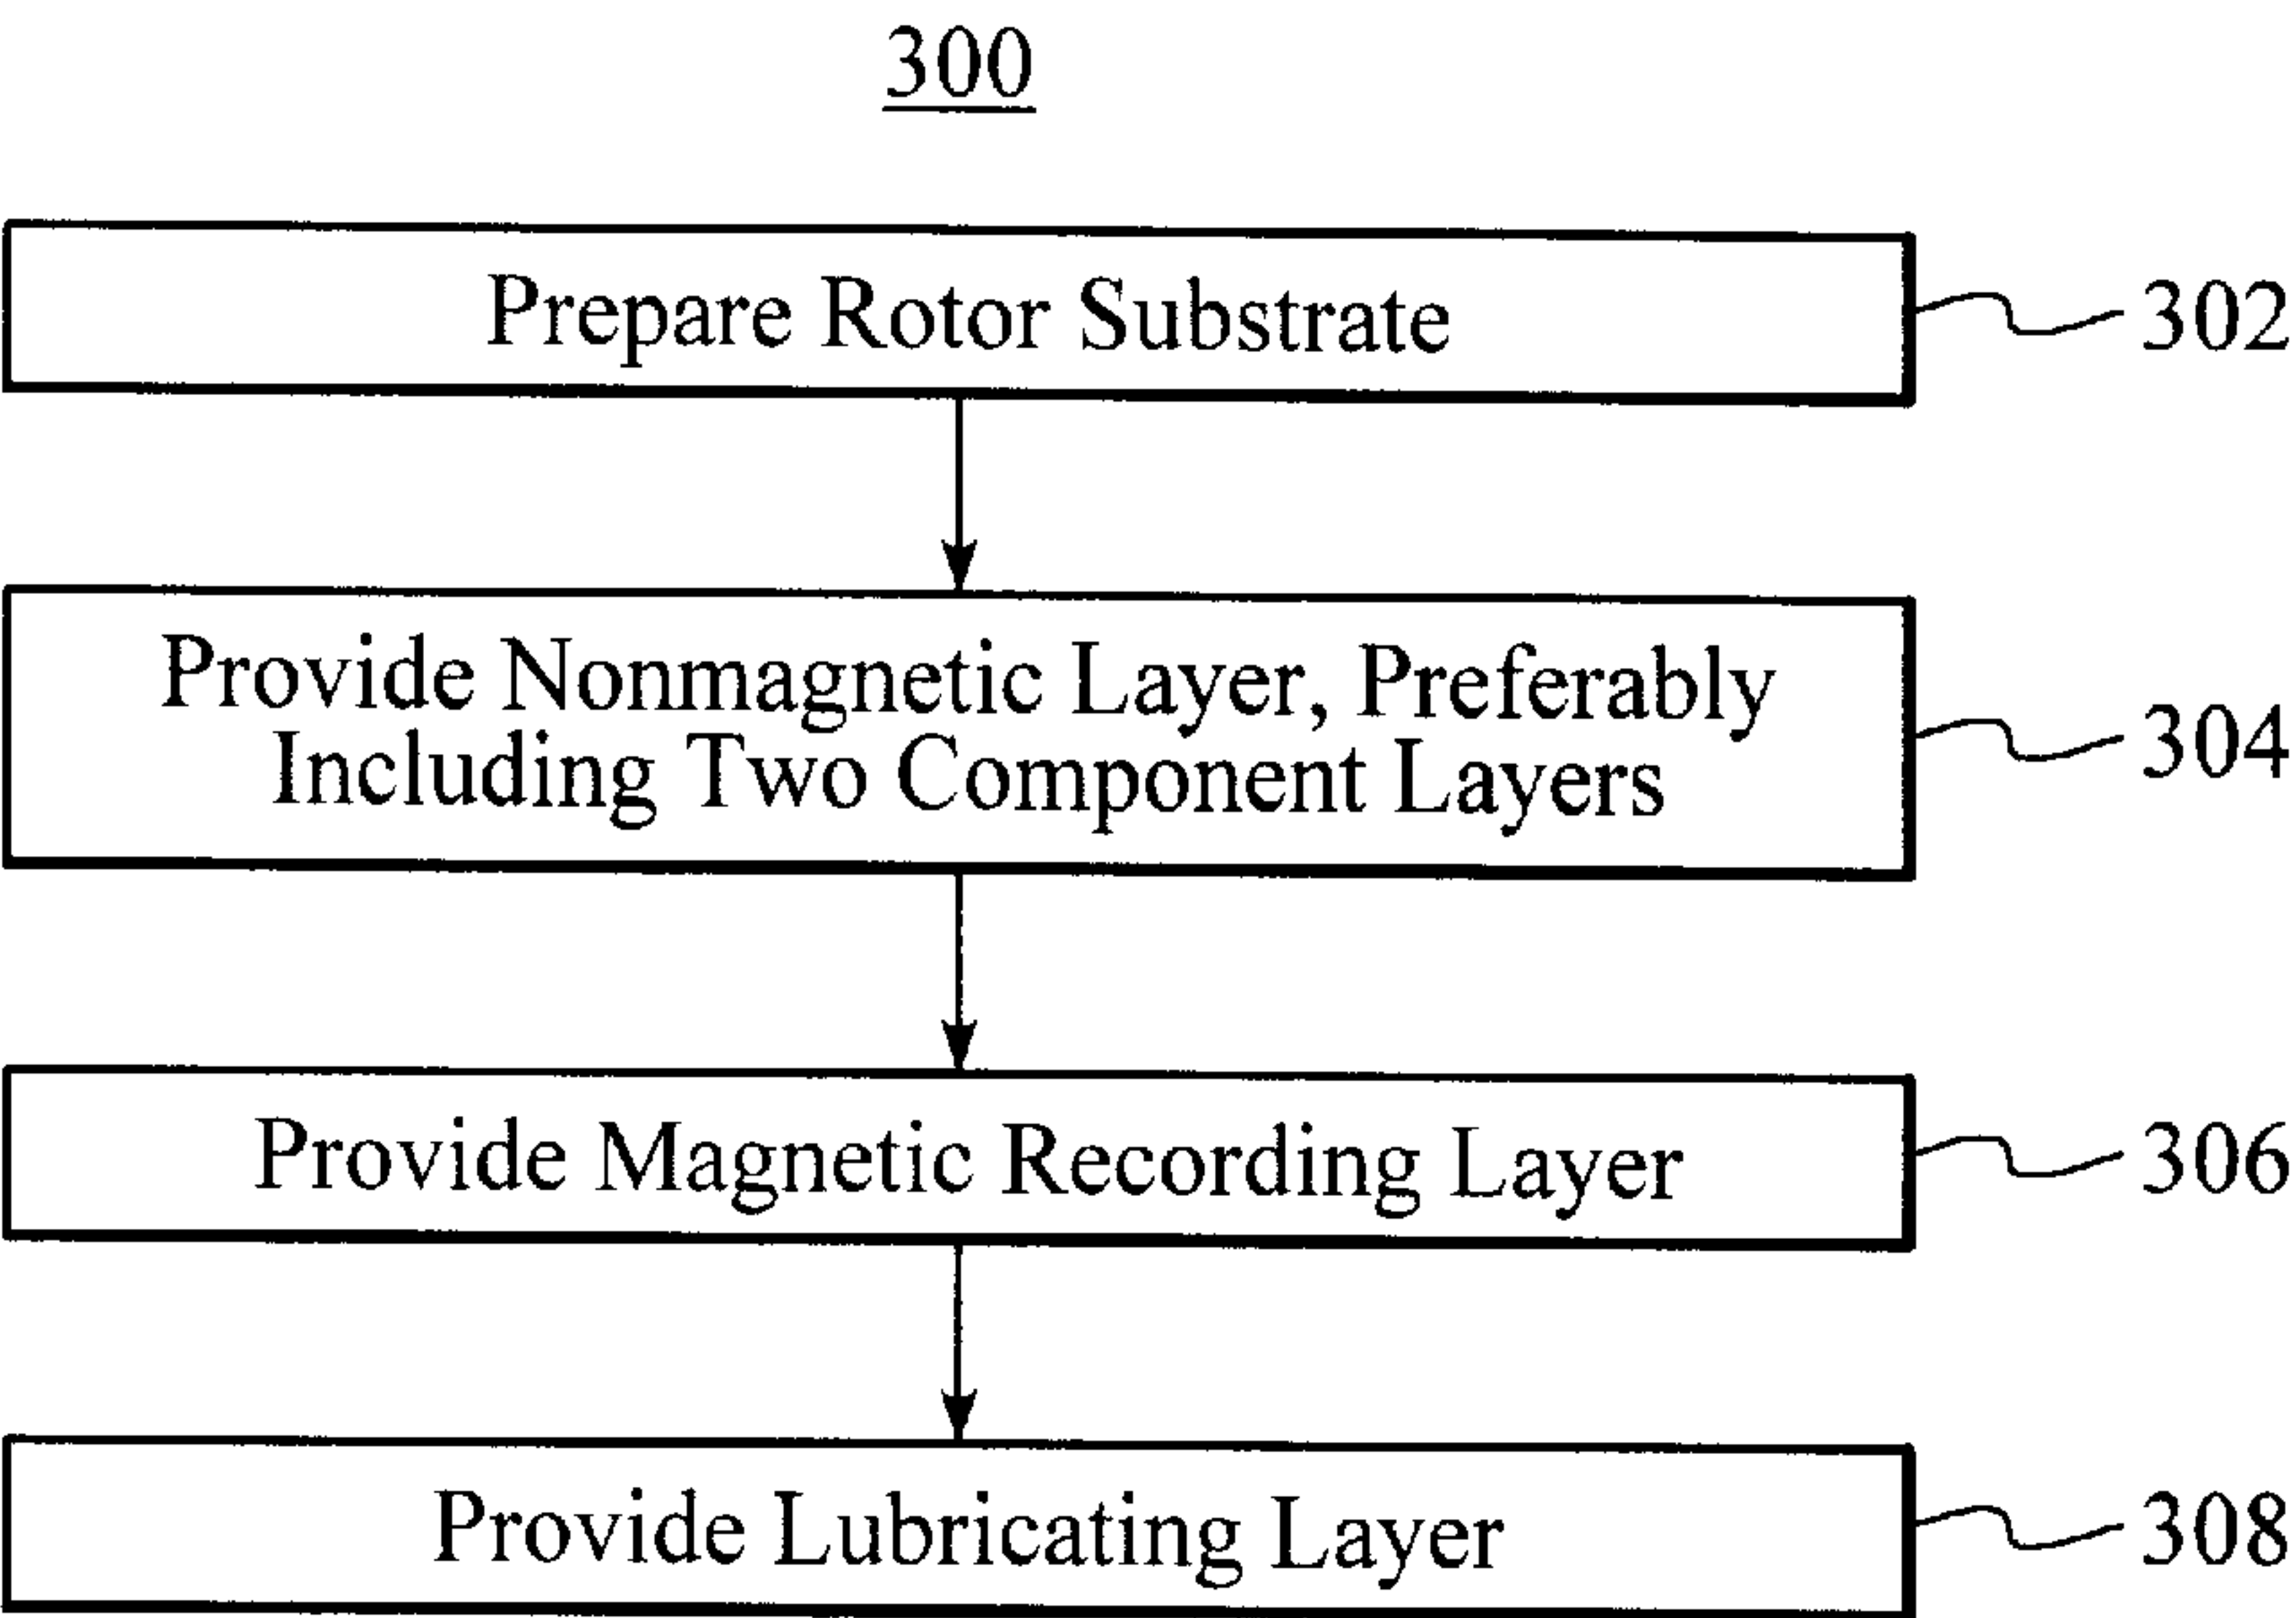 300
Prepare Rotor Substrate
302
Provide Nonmagnetic Layer, Preferably
Including Two Component Layers
304
Provide Magnetic Recording Layer
306
Provide Lubricating Layer
308